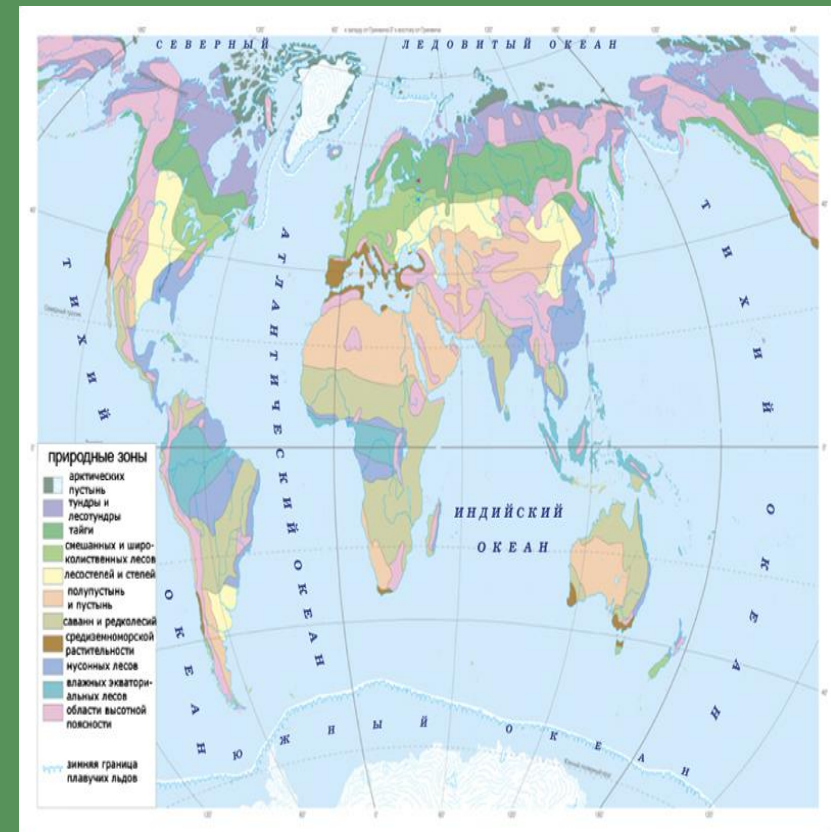 СЕВЕРНЫЙ ЛЕДОВИТЫЙ ОКЕАН
ТИХИЙ
АТЛАНТИЧЕСКИЙ ОКЕАН
ТИХИЙ ОКЕАН
ИНДИЙСКИЙ
ОКЕАН
ОКЕАН
ЮЖНЫЙ ОКЕАН
природные зоны
арктических
пустынь
тундры и
лесотундры
тайги
смешанных и широ-
колиственных лесов
лесостепей и степей
полупустынь
и пустынь
саванн и редколесий
средиземноморской
растительности
муссонных лесов
влажных экватори-
альных лесов
области высотной
поясности
зимняя граница
плавучих льдов